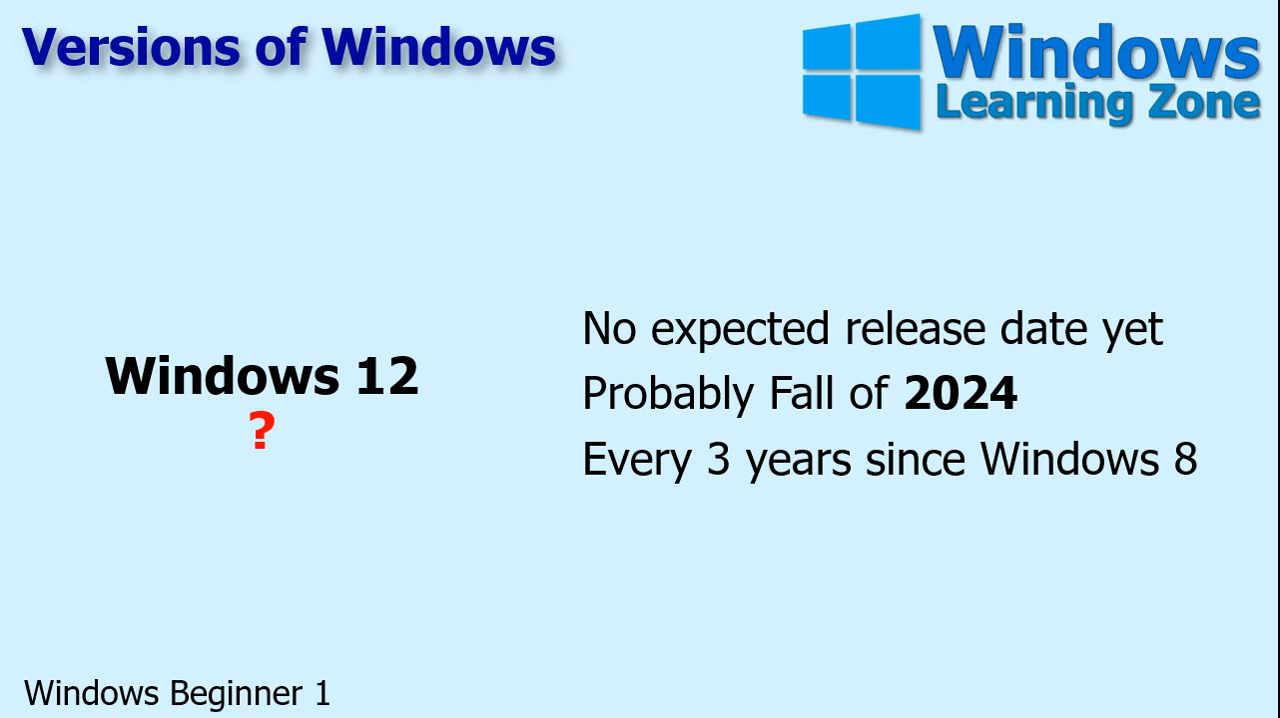 Versions of Windows
Windows
Learning Zone
No expected release date yet
Windows 12
?
Probably Fall of 2024
Every 3 years since Windows 8
Windows Beginner 1